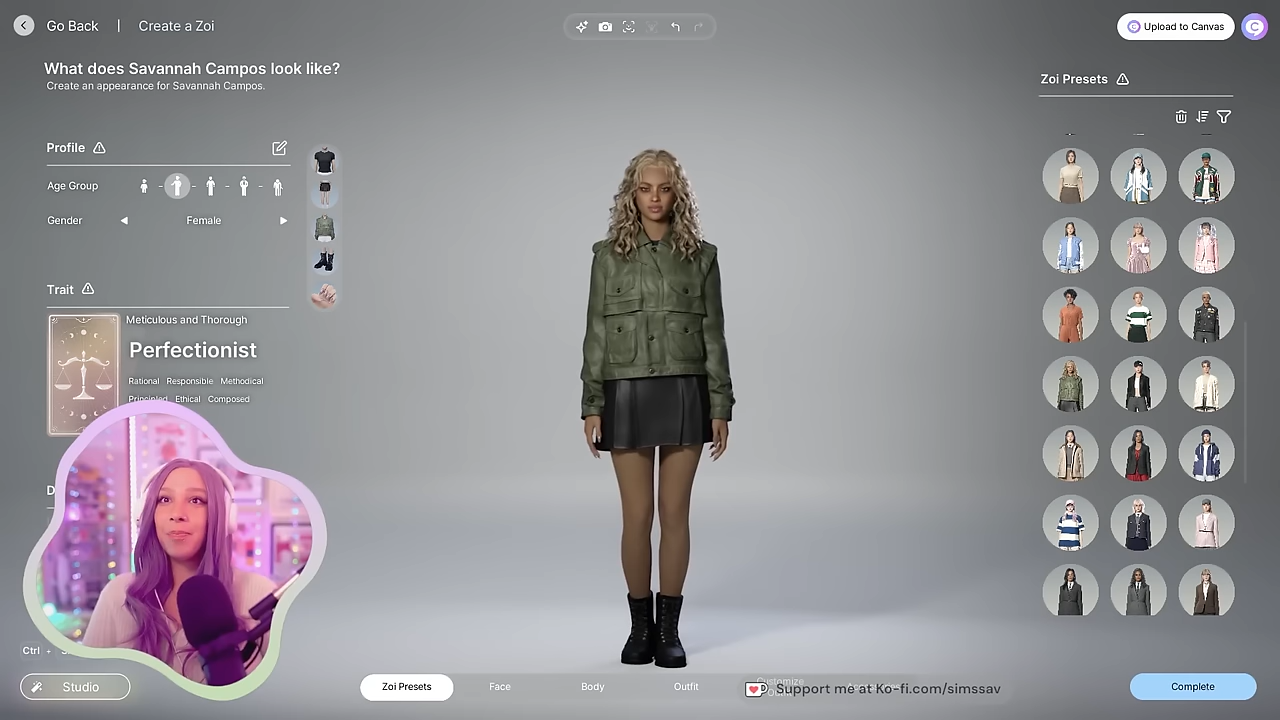 Go Back | Create a Zoi
Upload to Canvas
What does Savannah Campos look like?
Create an appearance for Savannah Campos.
Zoi Presets
Profile
Age Group
Gender
Female
Trait
Meticulous and Thorough
Perfectionist
Rational Responsible Methodical
Principled Ethical Composed
Ctrl +
Studio
Zoi Presets
Face
Body
Outfit
Customize
Support me at Ko-fi.com/simssav
Complete